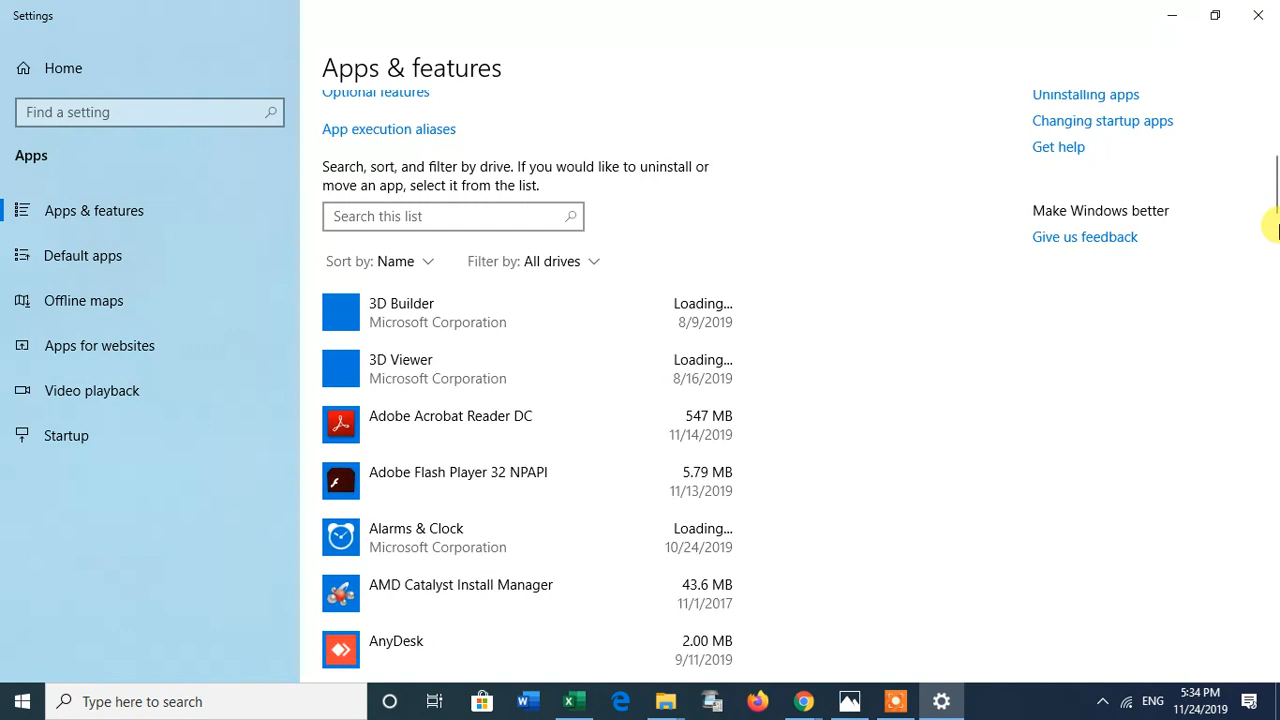 Settings
Home
Find a setting
Apps
Apps & features
Default apps
Offline maps
Apps for websites
Video playback
Startup
Apps & features
Optional features
App execution aliases
Search, sort, and filter by drive. If you would like to uninstall or
move an app, select it from the list.
Search this list
Sort by: Name
Filter by: All drives
3D Builder
Loading...
Microsoft Corporation
8/9/2019
3D Viewer
Loading...
Microsoft Corporation
8/16/2019
Adobe Acrobat Reader DC
547 MB
11/14/2019
Adobe Flash Player 32 NPAPI
5.79 MB
11/13/2019
Alarms & Clock
Loading...
Microsoft Corporation
10/24/2019
AMD Catalyst Install Manager
43.6 MB
11/1/2017
AnyDesk
2.00 MB
9/11/2019
Uninstalling apps
Changing startup apps
Get help
Make Windows better
Give us feedback
Type here to search
ENG
5:34 PM
11/24/2019